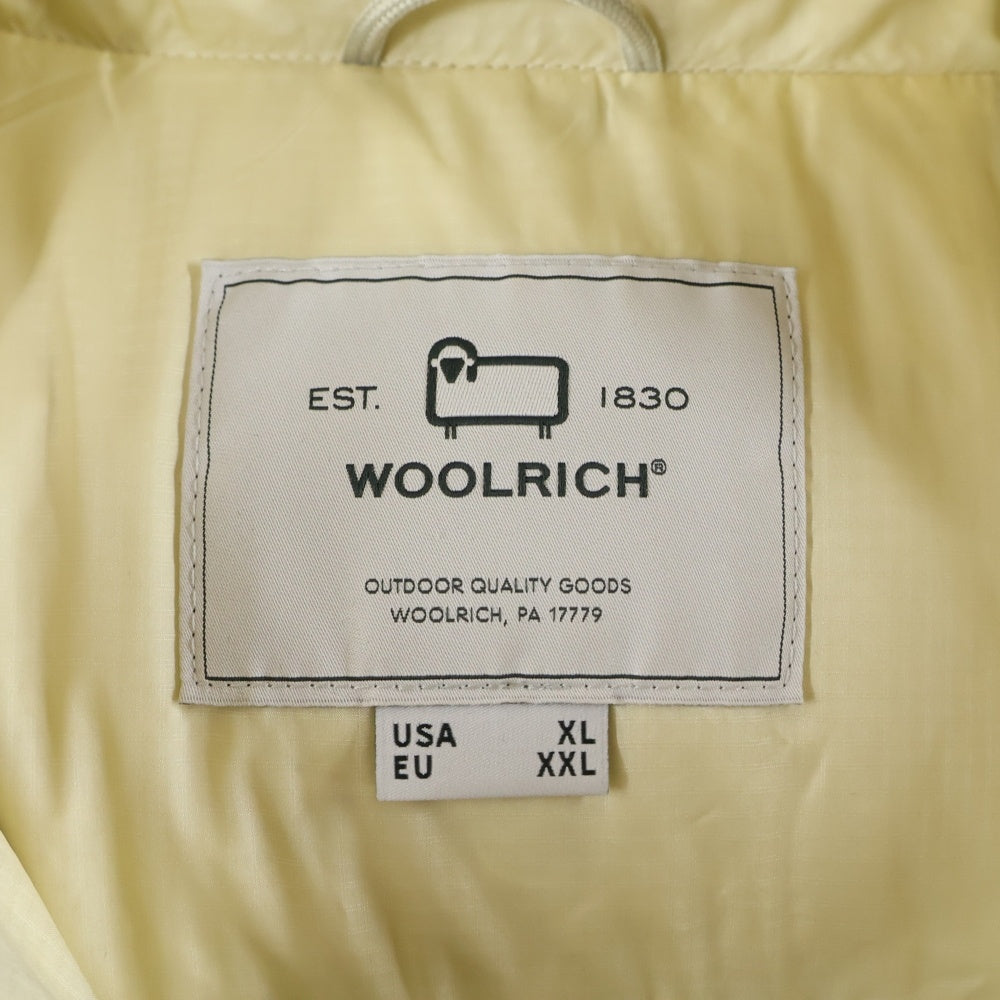 EST. 1830
WOOLRICH®
OUTDOOR QUALITY GOODS
WOOLRICH, PA 17779
USA XL
EU XXL